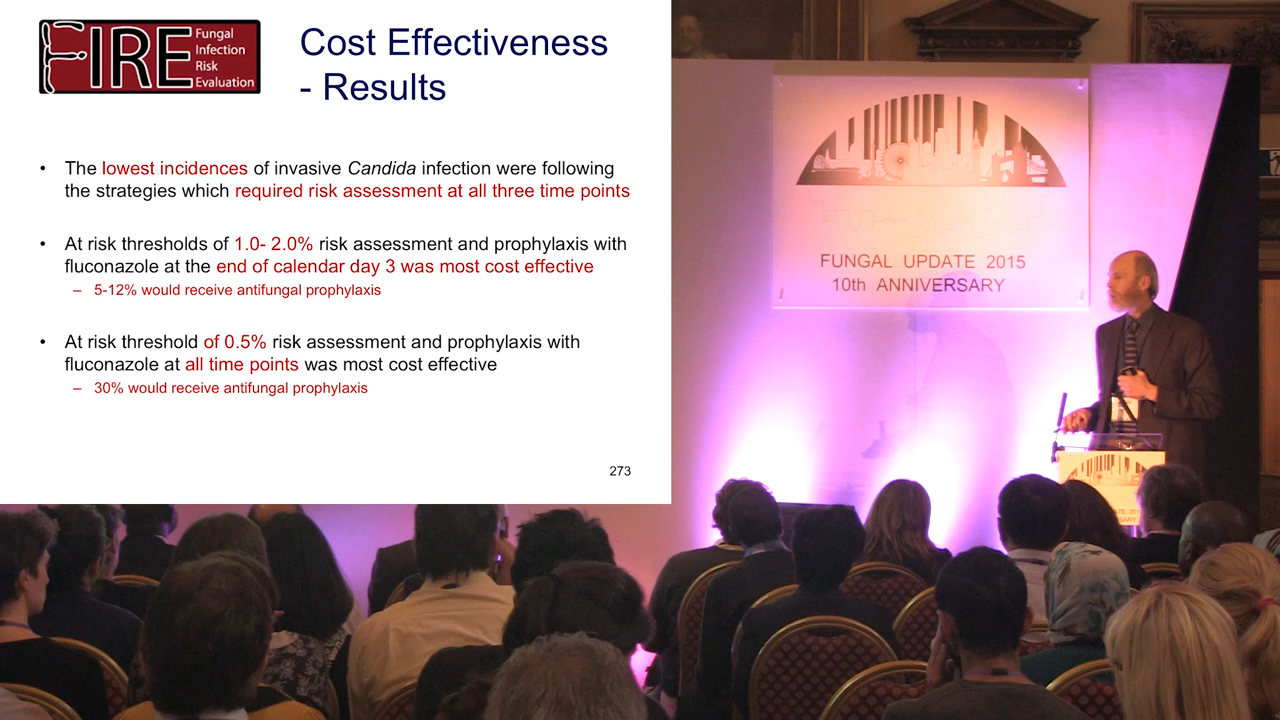 FIRE
Fungal
Infection
Risk
Evaluation
Cost Effectiveness
- Results
• The lowest incidences of invasive Candida infection were following
the strategies which required risk assessment at all three time points
• At risk thresholds of 1.0- 2.0% risk assessment and prophylaxis with
fluconazole at the end of calendar day 3 was most cost effective
– 5-12% would receive antifungal prophylaxis
• At risk threshold of 0.5% risk assessment and prophylaxis with
fluconazole at all time points was most cost effective
– 30% would receive antifungal prophylaxis
273
FUNGAL UPDATE 2015
10th ANNIVERSARY